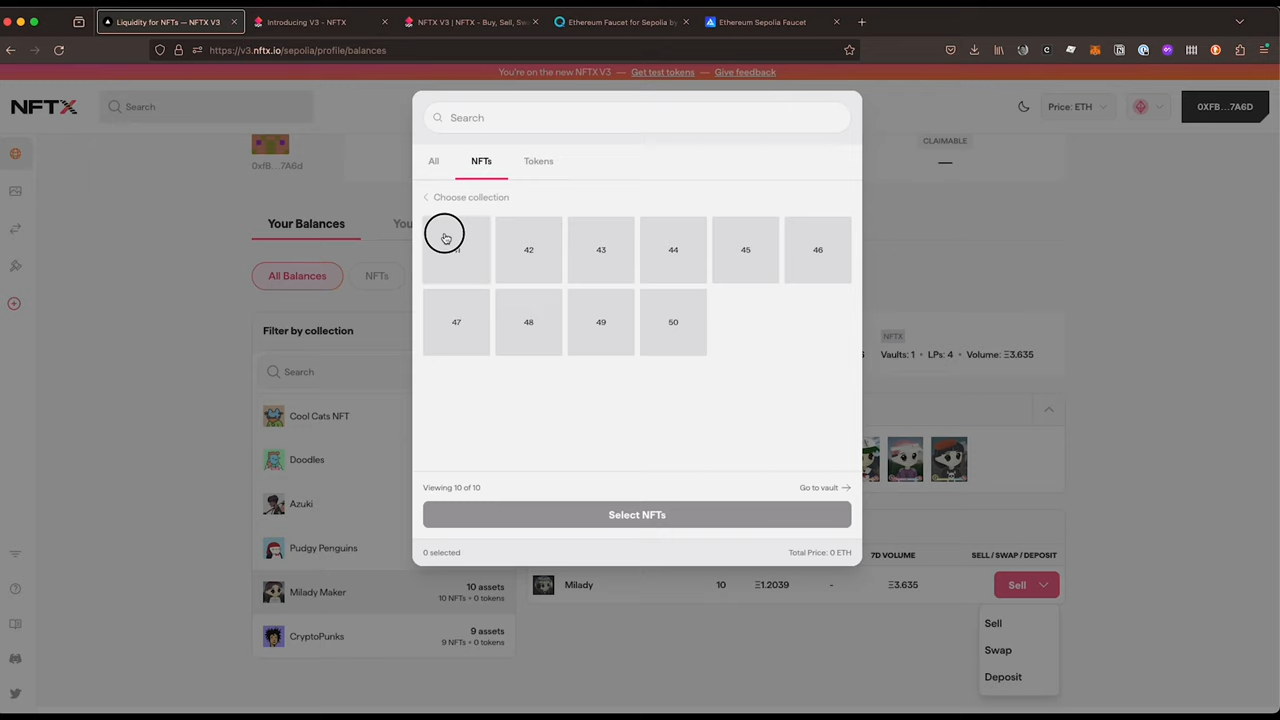 Liquidity for NFTs — NFTX V3
Introducing V3 - NFTX
NFTX V3 | NFTX - Buy, Sell, Sw
Ethereum Faucet for Sepolia by
Ethereum Sepolia Faucet
https://v3.nftx.io/sepolia/profile/balances
You're on the new NFTX V3 — Get test tokens — Give feedback
NFTX
Search
Price: ETH
0XFB...7A6D
Search
0xfB...7A6d
CLAIMABLE
—
All
NFTs
Tokens
Choose collection
Your Balances
You
42
43
44
45
46
All Balances
NFTs
47
48
49
50
Filter by collection
NFTX
Vaults: 1 • LPs: 4 • Volume: Ξ3.635
Search
Cool Cats NFT
Doodles
Azuki
Pudgy Penguins
Milady Maker
10 assets
10 NFTs + 0 tokens
CryptoPunks
9 assets
9 NFTs + 0 tokens
Viewing 10 of 10
Go to vault
Select NFTs
0 selected
Total Price: 0 ETH
7D VOLUME
SELL / SWAP / DEPOSIT
Milady
10
Ξ1.2039
-
Ξ3.635
Sell
Sell
Swap
Deposit